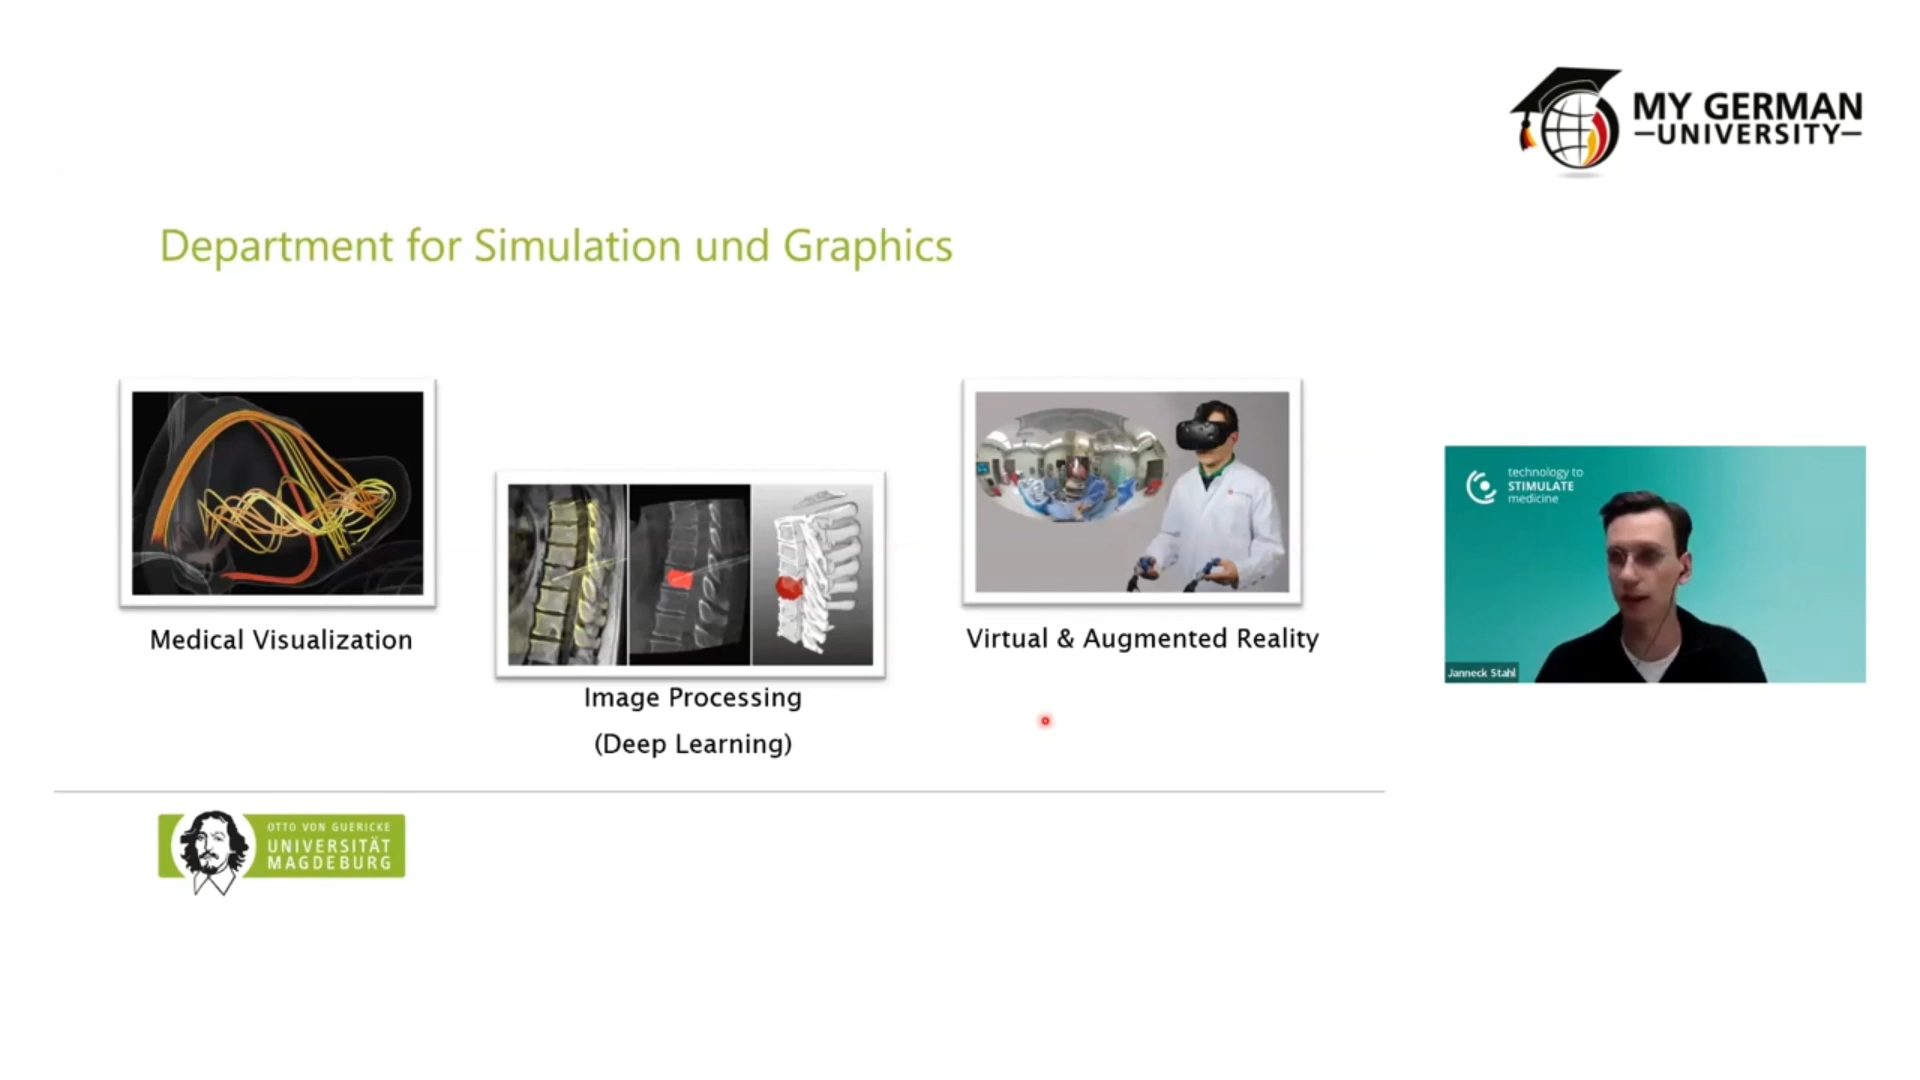 MY GERMAN
UNIVERSITY
Department for Simulation und Graphics
Medical Visualization
Image Processing
(Deep Learning)
Virtual & Augmented Reality
technology to
STIMULATE
medicine
Janneck Stahl
OTTO VON GUERICKE
UNIVERSITÄT
MAGDEBURG